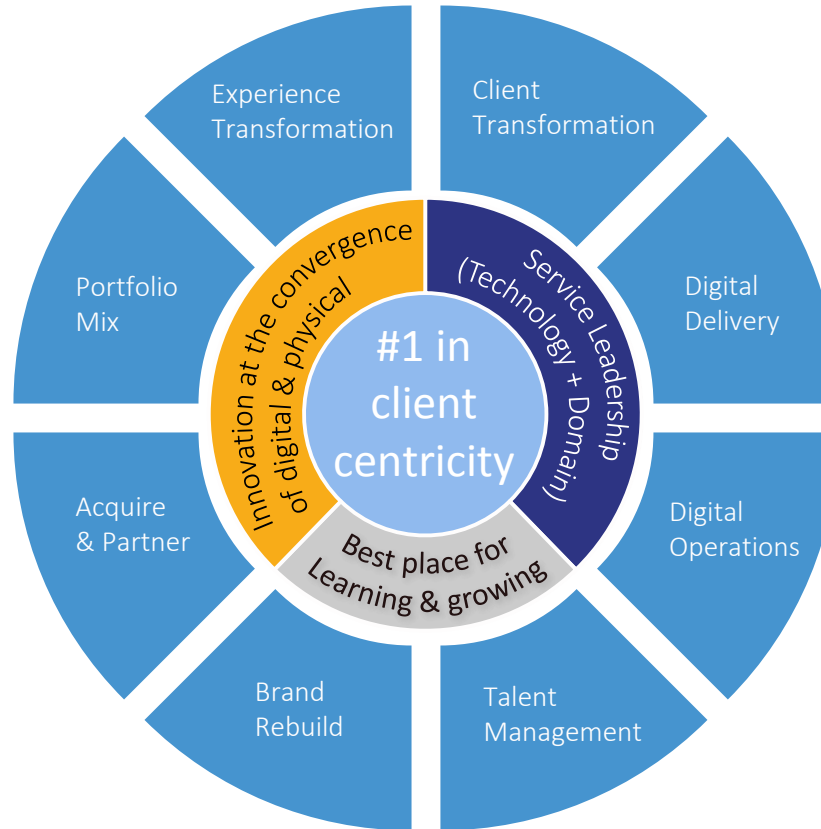 Experience
Transformation
Client
Transformation
Portfolio
Mix
Digital
Delivery
Innovation at the convergence
of digital & physical
Service Leadership
(Technology + Domain)
#1 in
client
centricity
Best place for
Learning & growing
Acquire
& Partner
Digital
Operations
Brand
Rebuild
Talent
Management